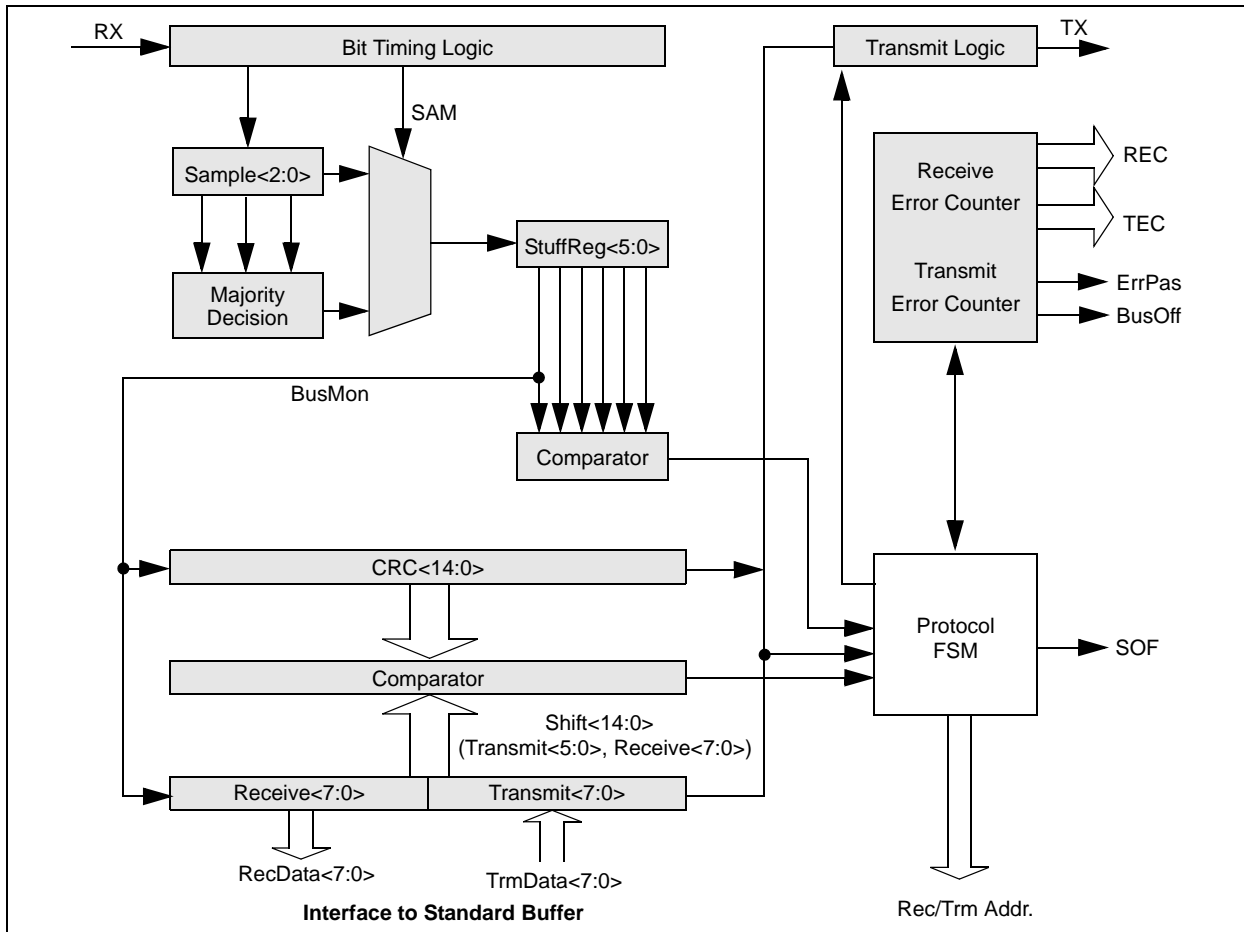 RX
Bit Timing Logic
Transmit Logic
TX
SAM
Sample<2:0>
Receive
Error Counter
REC
StuffReg<5:0>
TEC
Majority
Decision
Transmit
Error Counter
ErrPas
BusOff
BusMon
Comparator
CRC<14:0>
Protocol
FSM
SOF
Comparator
Shift<14:0>
(Transmit<5:0>, Receive<7:0>)
Receive<7:0>
Transmit<7:0>
RecData<7:0>
TrmData<7:0>
Interface to Standard Buffer
Rec/Trm Addr.